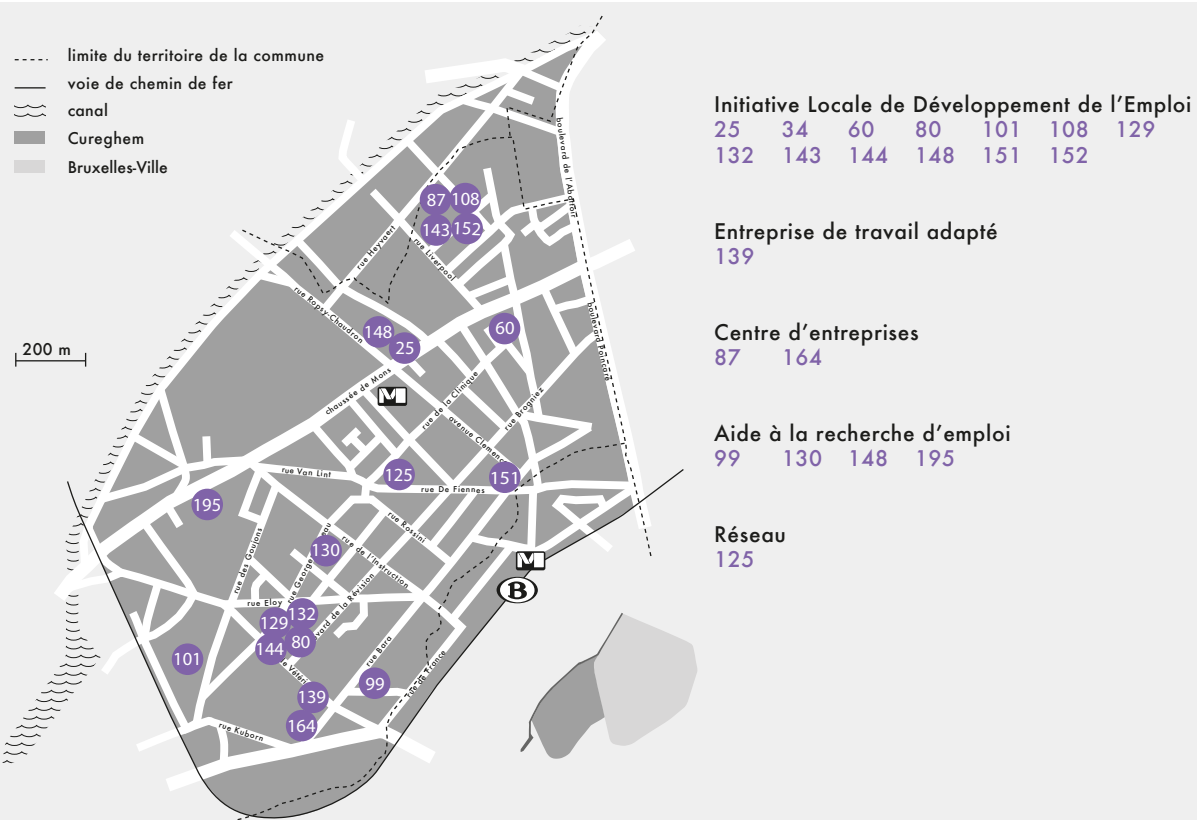 limite du territoire de la commune
voie de chemin de fer
canal
Cureghem
Bruxelles-Ville
200 m
Initiative Locale de Développement de l'Emploi
25 34 60 80 101 108 129
132 143 144 148 151 152
Entreprise de travail adapté
139
Centre d'entreprises
87 164
Aide à la recherche d'emploi
99 130 148 195
Réseau
125
boulevard de l'Abattoir
87 108
143 152
rue Heyvaert
rue Liverpool
rue Ropsy-Chaudron
148
25
60
boulevard Poincaré
chaussée de Mons
M
rue de la Clinique
rue Brogniez
avenue Clemenc
rue Van Lint
125
151
rue De Fiennes
195
rue Rossini
rue des Goujons
130
rue George
au
rue de l'Instruction
M
B
rue Eloy
132
129
vard de la Révision
80
144
101
rue Bara
99
139
rue de France
164
rue Kuborn